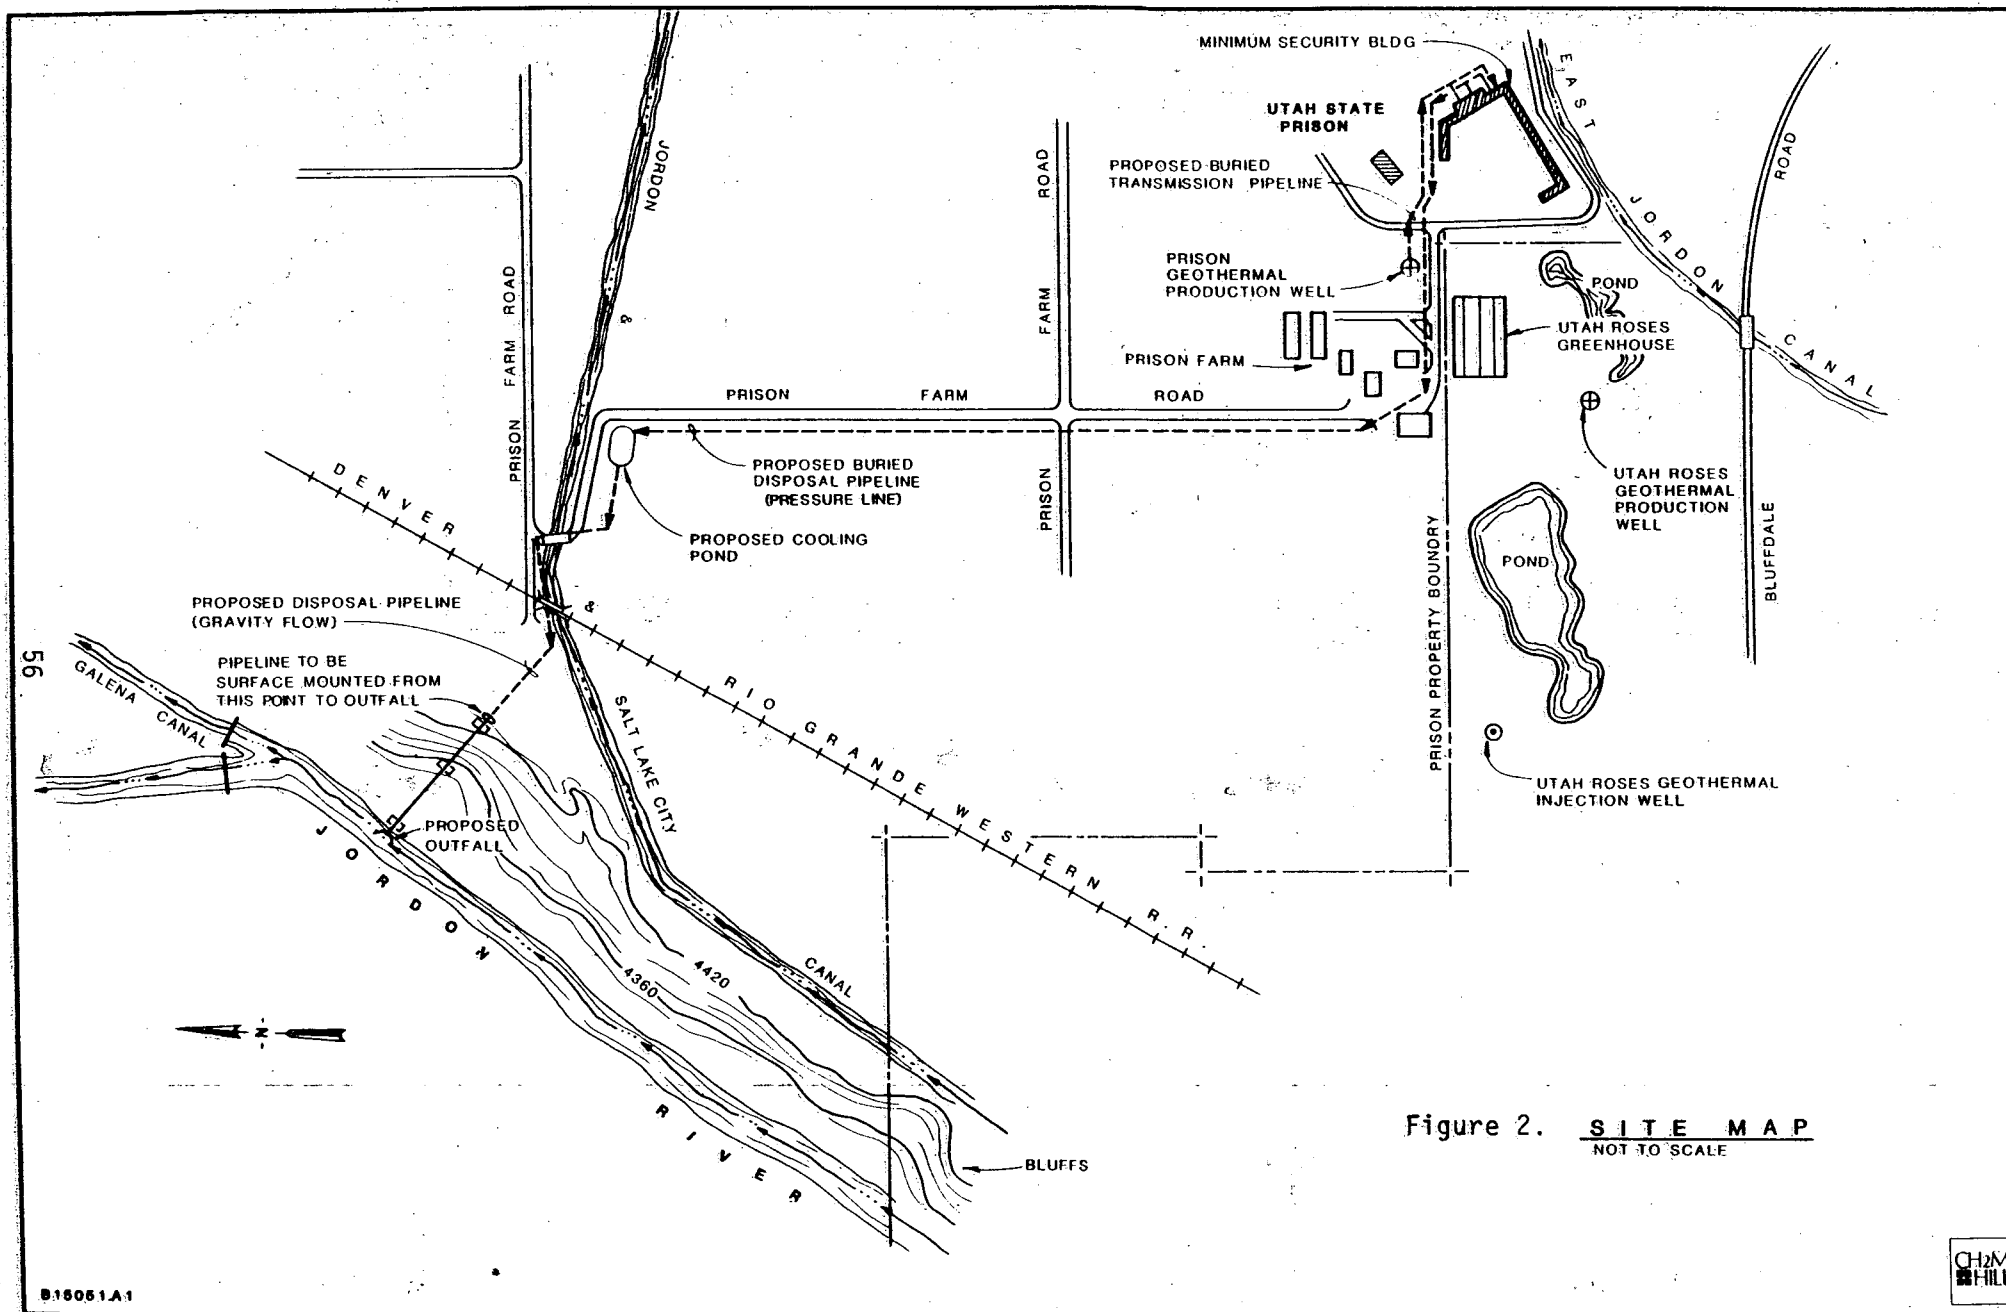 MINIMUM SECURITY BLDG
UTAH STATE
PRISON
PROPOSED BURIED
TRANSMISSION PIPELINE
PRISON
GEOTHERMAL
PRODUCTION WELL
PRISON FARM
EAST JORDON CANAL
ROAD
BLUFFDALE
POND
UTAH ROSES
GREENHOUSE
UTAH ROSES
GEOTHERMAL
PRODUCTION
WELL
POND
PRISON PROPERTY BOUNDRY
UTAH ROSES GEOTHERMAL
INJECTION WELL
JORDON
&
SALT LAKE CITY
CANAL
PRISON FARM ROAD
PRISON FARM ROAD
PRISON FARM ROAD
PROPOSED BURIED
DISPOSAL PIPELINE
(PRESSURE LINE)
PROPOSED COOLING
POND
DENVER & RIO GRANDE WESTERN R.R.
PROPOSED DISPOSAL PIPELINE
(GRAVITY FLOW)
PIPELINE TO BE
SURFACE MOUNTED FROM
THIS POINT TO OUTFALL
GALENA
CANAL
PROPOSED
OUTFALL
JORDON RIVER
4360
4420
BLUFFS
N
56
Figure 2. SITE MAP
NOT TO SCALE
CH2M
HILL
B15051.A1